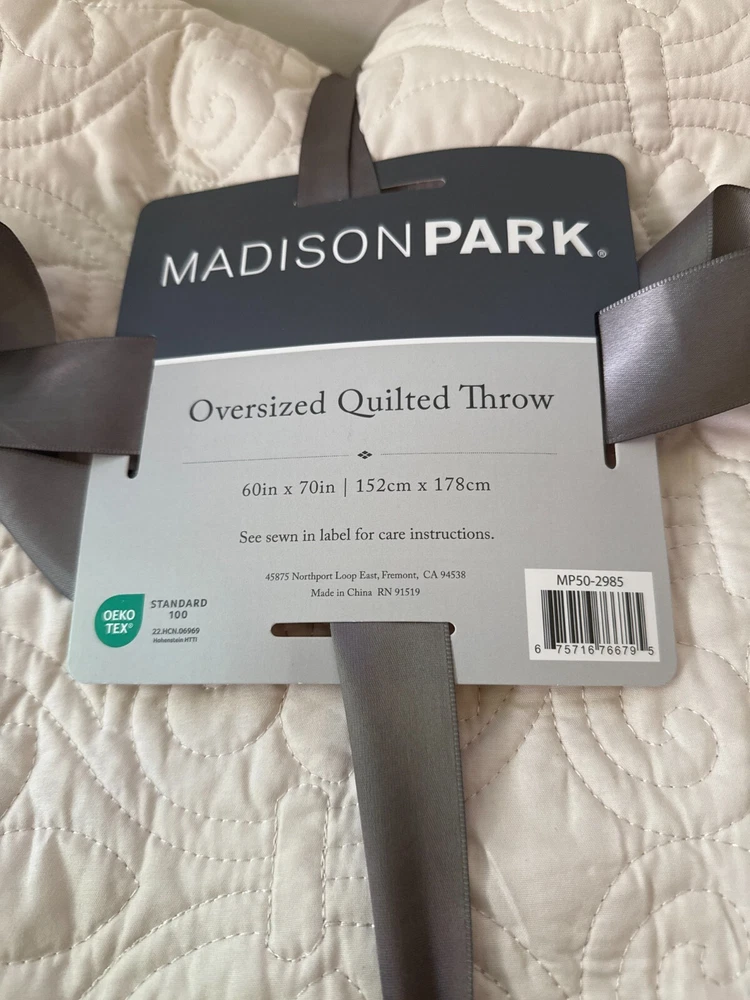 MADISONPARK®
Oversized Quilted Throw
60in x 70in | 152cm x 178cm
See sewn in label for care instructions.
45875 Northport Loop East, Fremont, CA 94538
Made in China RN 91519
OEKO
TEX®
STANDARD
100
22.HCN.06969
Hohenstein HTTI
MP50-2985
6 75716 76679 5